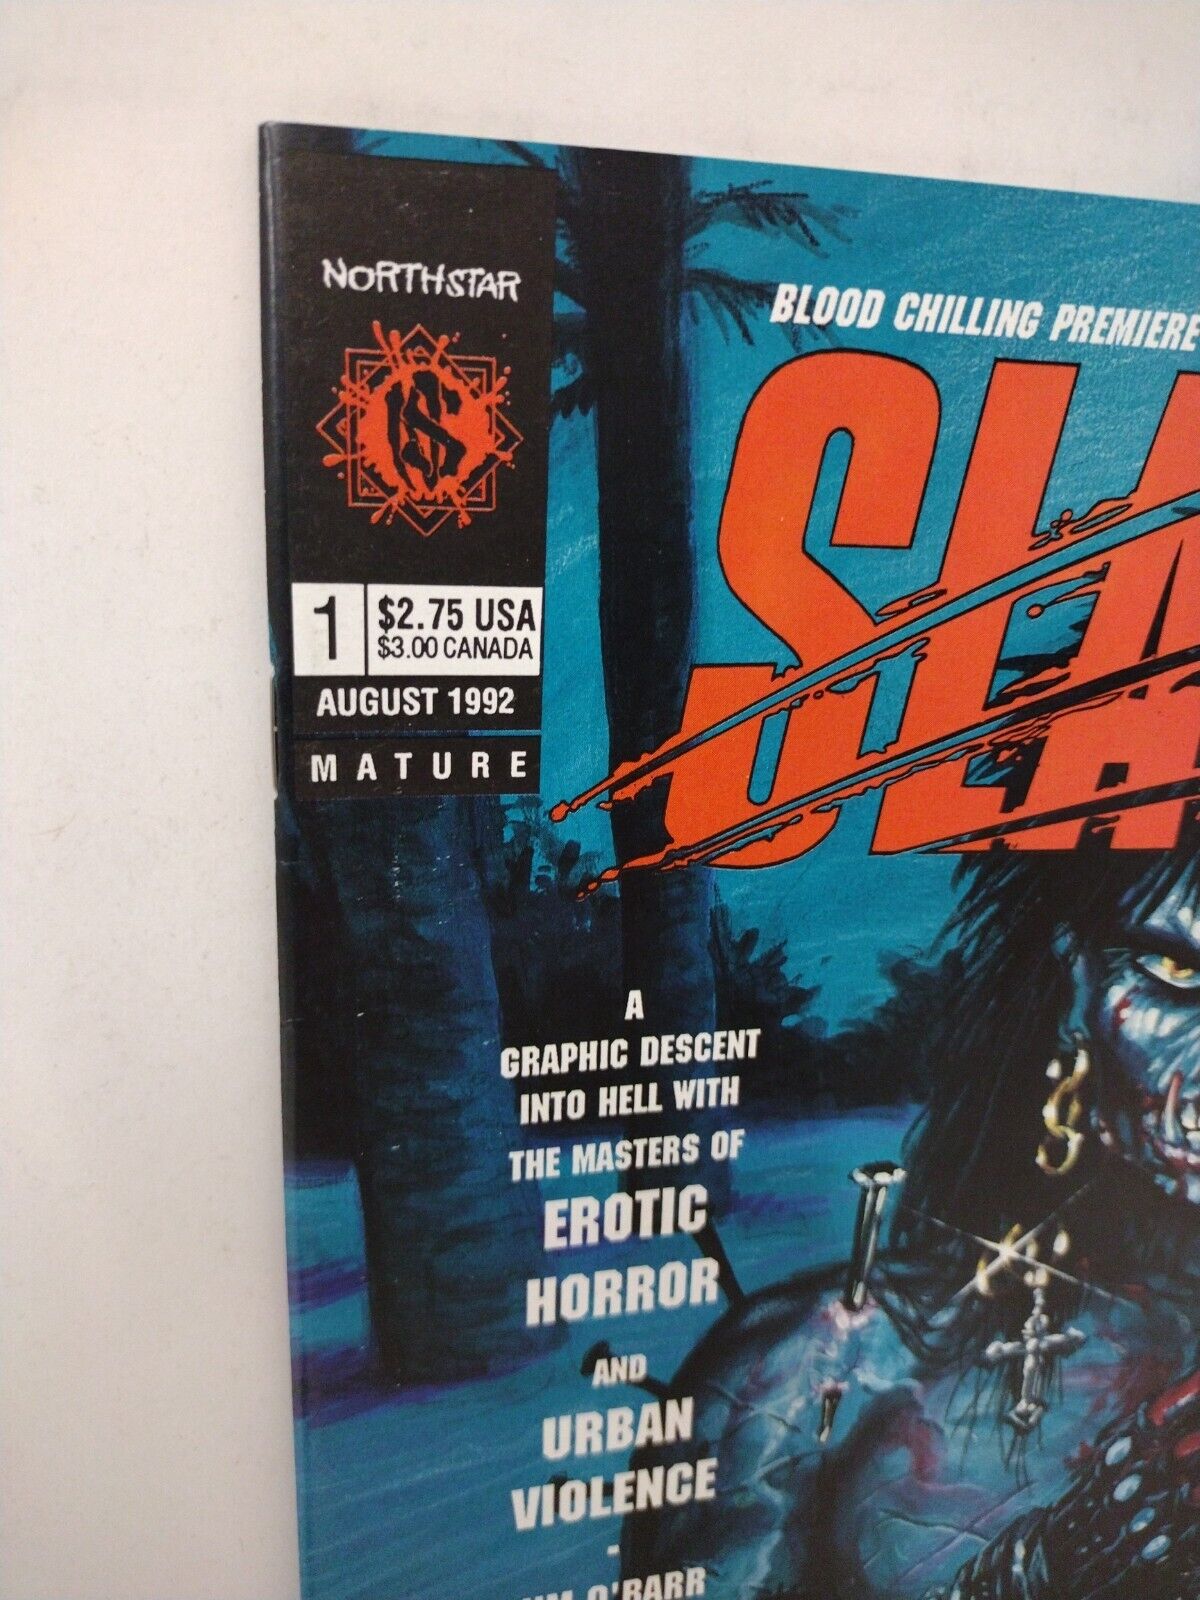 NORTHSTAR
1
$2.75 USA
$3.00 CANADA
AUGUST 1992
MATURE
BLOOD CHILLING PREMIERE
A
GRAPHIC DESCENT
INTO HELL WITH
THE MASTERS OF
EROTIC
HORROR
AND
URBAN
VIOLENCE
-
O'BARR